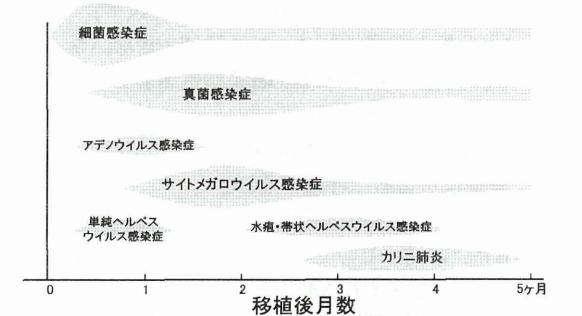 細菌感染症
真菌感染症
アデノウイルス感染症
サイトメガロウイルス感染症
単純ヘルペス
ウイルス感染症
水疱・帯状ヘルペスウイルス感染症
カリニ肺炎
0 1 2 3 4 5ヶ月
移植後月数